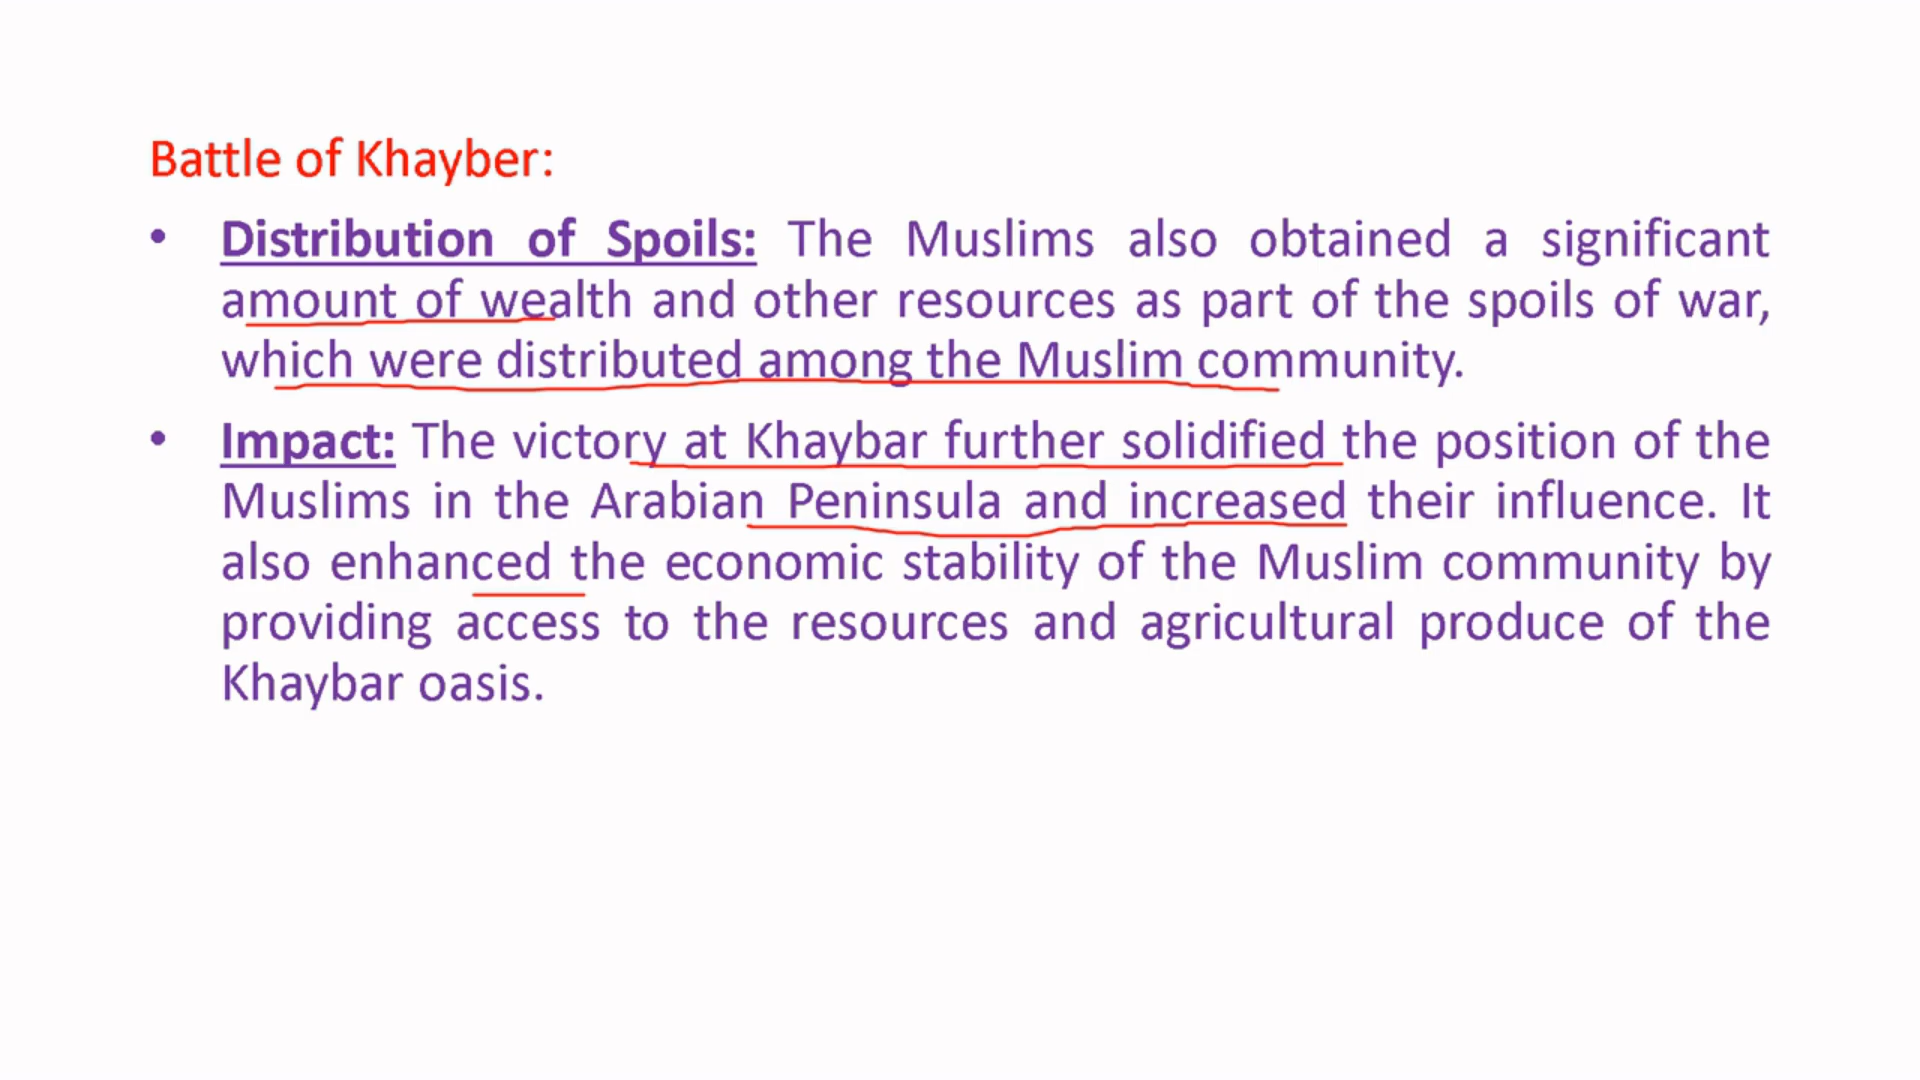 Battle of Khayber:
• Distribution of Spoils: The Muslims also obtained a significant
amount of wealth and other resources as part of the spoils of war,
which were distributed among the Muslim community.
• Impact: The victory at Khaybar further solidified the position of the
Muslims in the Arabian Peninsula and increased their influence. It
also enhanced the economic stability of the Muslim community by
providing access to the resources and agricultural produce of the
Khaybar oasis.